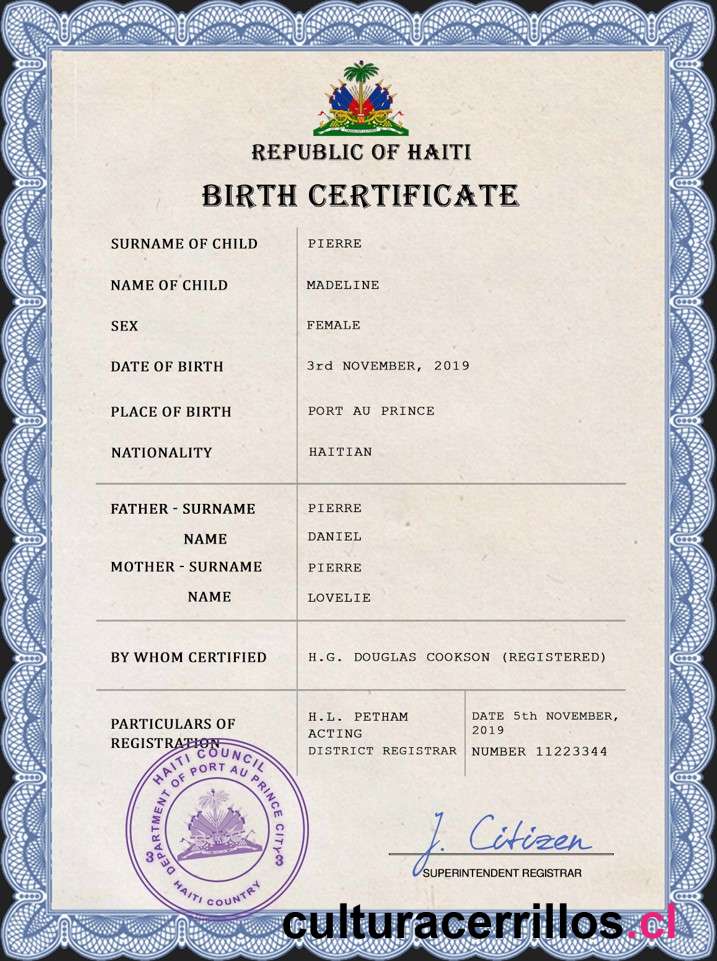 REPUBLIC OF HAITI
BIRTH CERTIFICATE
SURNAME OF CHILD PIERRE
NAME OF CHILD MADELINE
SEX FEMALE
DATE OF BIRTH 3rd NOVEMBER, 2019
PLACE OF BIRTH PORT AU PRINCE
NATIONALITY HAITIAN
FATHER - SURNAME PIERRE
NAME DANIEL
MOTHER - SURNAME PIERRE
NAME LOVELIE
BY WHOM CERTIFIED H.G. DOUGLAS COOKSON (REGISTERED)
PARTICULARS OF
REGISTRATION
H.L. PETHAM
ACTING
DISTRICT REGISTRAR
DATE 5th NOVEMBER,
2019
NUMBER 11223344
HAITI COUNCIL
DEPARTMENT OF PORT AU PRINCE CITY
3 3
HAITI COUNTRY
J. Citizen
SUPERINTENDENT REGISTRAR
culturacerrillos.cl